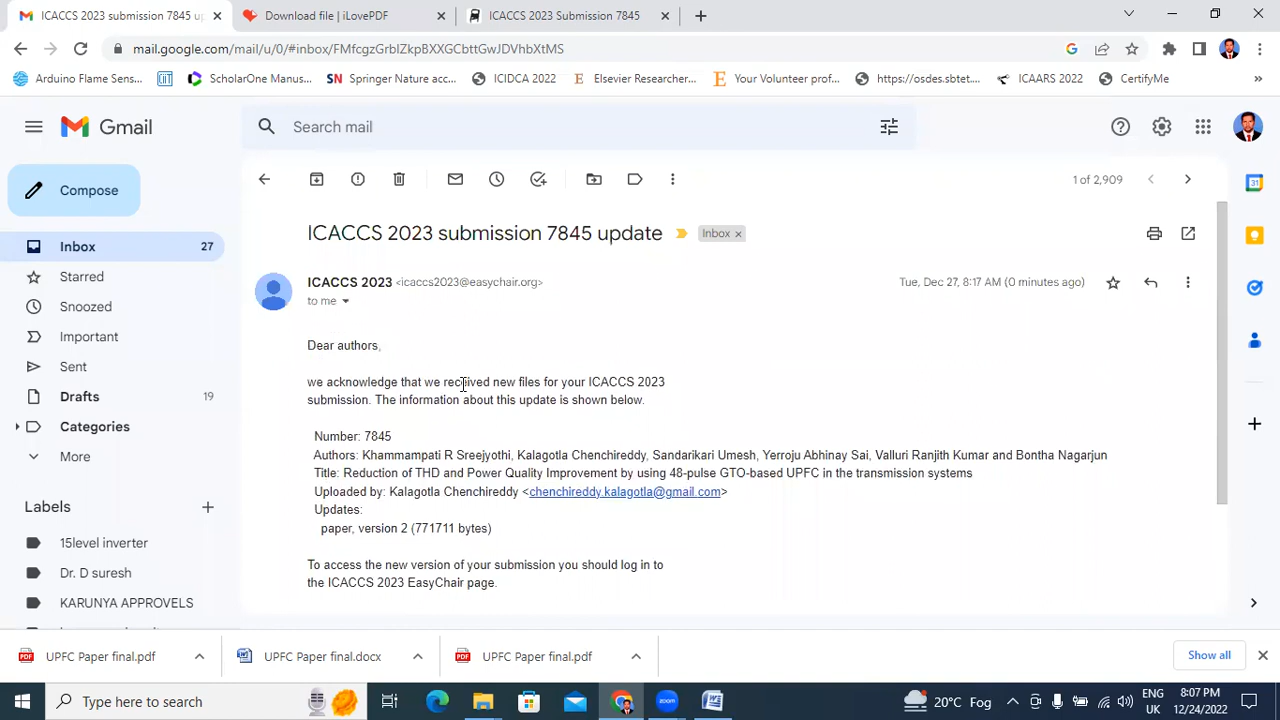 ICACCS 2023 submission 7845 up
Download file | iLovePDF
ICACCS 2023 Submission 7845
mail.google.com/mail/u/0/#inbox/FMfcgzGrblZkpBXXGCbttGwJDVhbXtMS
Arduino Flame Sens...
ScholarOne Manus...
SN Springer Nature acc...
ICIDCA 2022
Elsevier Researcher...
Your Volunteer prof...
https://osdes.sbtet....
ICAARS 2022
CertifyMe
»
Gmail
Search mail
Compose
1 of 2,909
Inbox 27
Starred
Snoozed
Important
Sent
Drafts 19
Categories
More
Labels
15level inverter
Dr. D suresh
KARUNYA APPROVELS
ICACCS 2023 submission 7845 update
Inbox ×
ICACCS 2023 <icaccs2023@easychair.org>
Tue, Dec 27, 8:17 AM (0 minutes ago)
to me
Dear authors,
we acknowledge that we received new files for your ICACCS 2023
submission. The information about this update is shown below.
Number: 7845
Authors: Khammampati R Sreejyothi, Kalagotla Chenchireddy, Sandarikari Umesh, Yerroju Abhinay Sai, Valluri Ranjith Kumar and Bontha Nagarjun
Title: Reduction of THD and Power Quality Improvement by using 48-pulse GTO-based UPFC in the transmission systems
Uploaded by: Kalagotla Chenchireddy <chenchireddy.kalagotla@gmail.com>
Updates:
paper, version 2 (771711 bytes)
To access the new version of your submission you should log in to
the ICACCS 2023 EasyChair page.
31
UPFC Paper final.pdf
UPFC Paper final.docx
UPFC Paper final.pdf
Show all
Type here to search
zoom
20°C Fog
ENG
UK
8:07 PM
12/24/2022